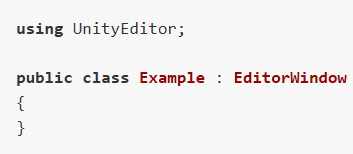 using UnityEditor;
public class Example : EditorWindow
{
}